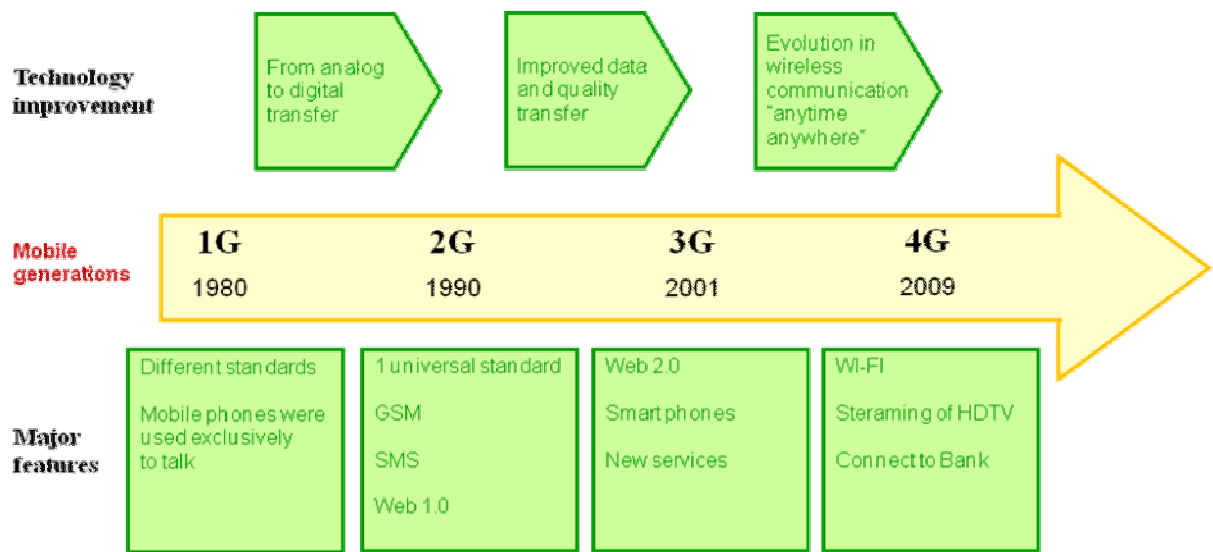 Technology
improvement
From analog
to digital
transfer
Improved data
and quality
transfer
Evolution in
wireless
communication
"anytime
anywhere"
Mobile
generations
1G
1980
2G
1990
3G
2001
4G
2009
Major
features
Different standards
Mobile phones were
used exclusively
to talk
1 universal standard
GSM
SMS
Web 1.0
Web 2.0
Smart phones
New services
WI-FI
Steraming of HDTV
Connect to Bank